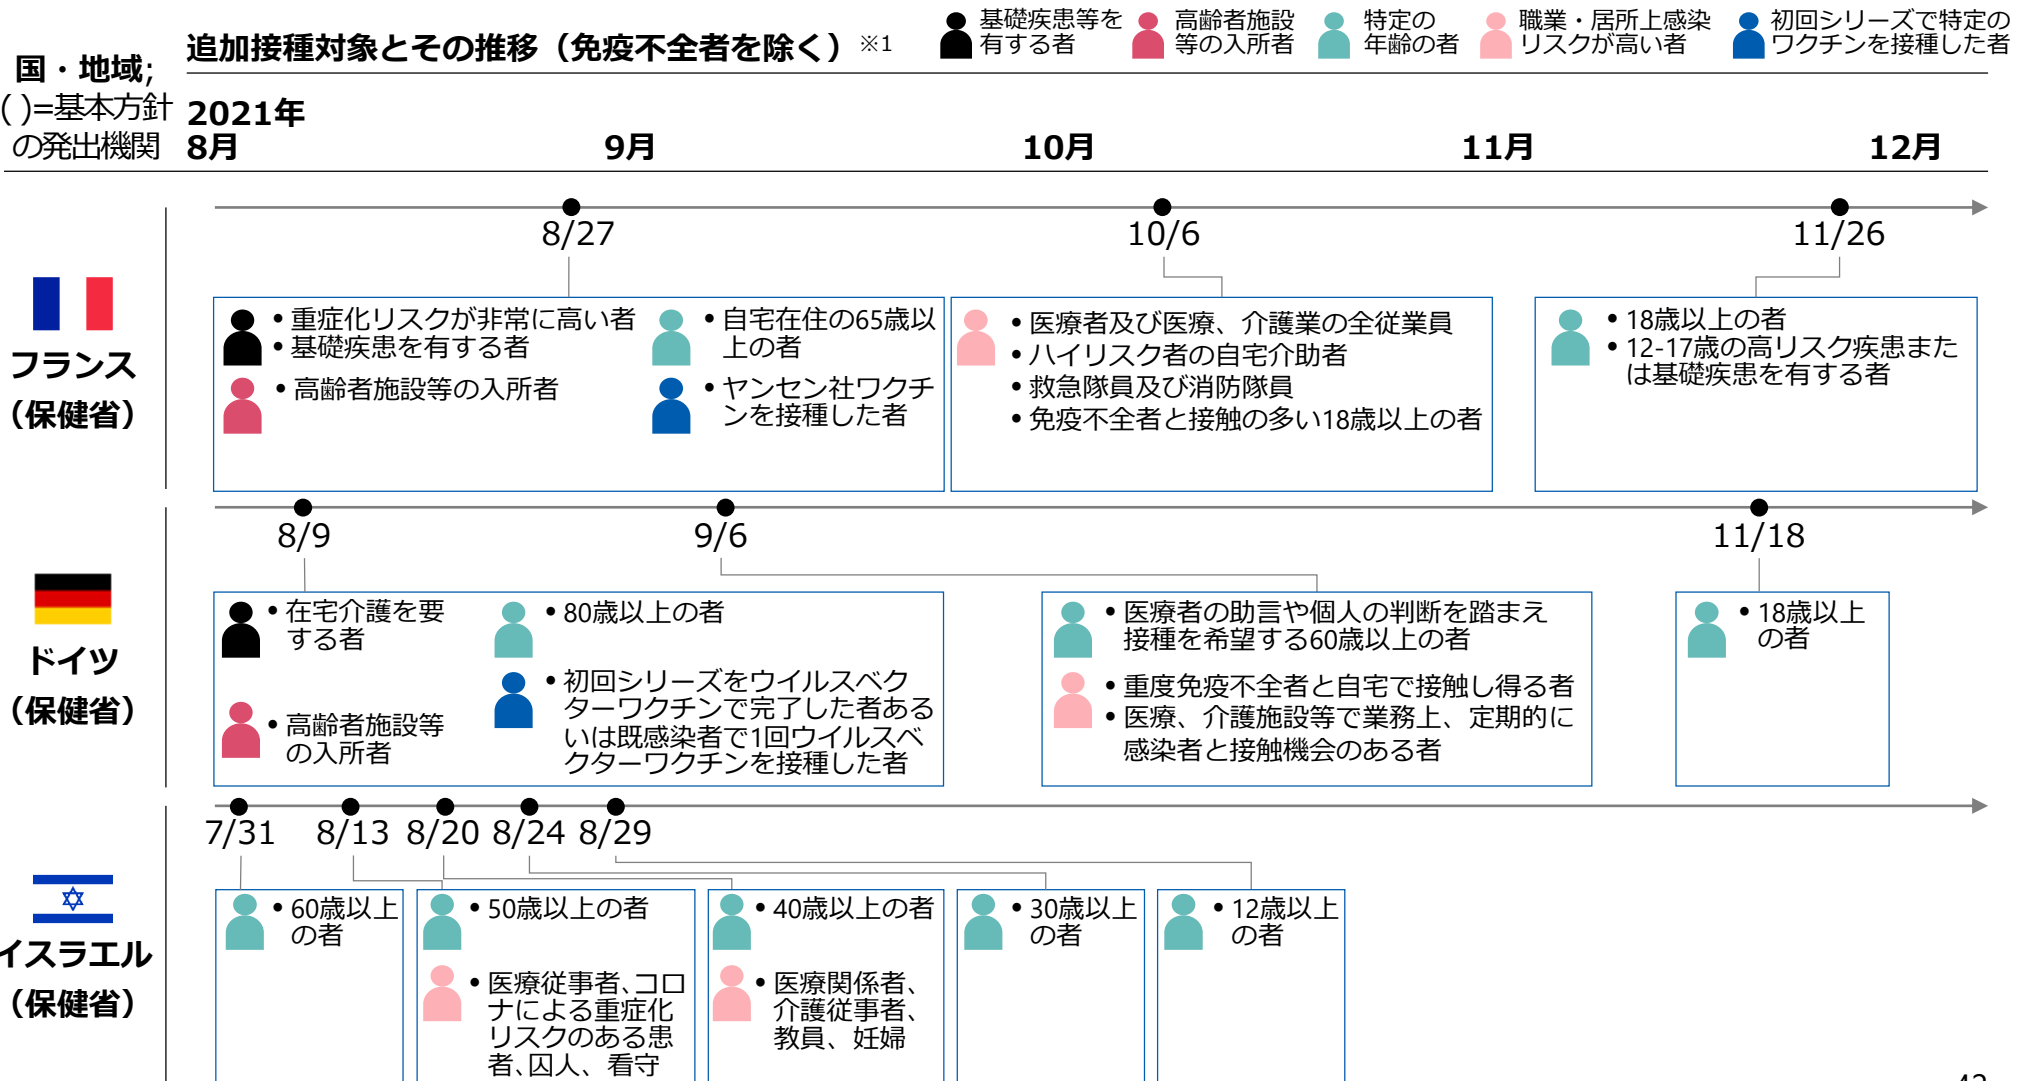 基礎疾患等を
有する者
高齢者施設
等の入所者
特定の
年齢の者
職業・居所上感染
リスクが高い者
初回シリーズで特定の
ワクチンを接種した者
追加接種対象とその推移（免疫不全者を除く）※1
国・地域;
( )=基本方針
の発出機関
2021年
8月
9月
10月
11月
12月
フランス
（保健省）
8/27
10/6
11/26
• 重症化リスクが非常に高い者
• 基礎疾患を有する者
• 高齢者施設等の入所者
• 自宅在住の65歳以
上の者
• ヤンセン社ワクチ
ンを接種した者
• 医療者及び医療、介護業の全従業員
• ハイリスク者の自宅介助者
• 救急隊員及び消防隊員
• 免疫不全者と接触の多い18歳以上の者
• 18歳以上の者
• 12-17歳の高リスク疾患また
は基礎疾患を有する者
ドイツ
（保健省）
8/9
9/6
11/18
• 在宅介護を要
する者
• 高齢者施設等
の入所者
• 80歳以上の者
• 初回シリーズをウイルスベク
ターワクチンで完了した者ある
いは既感染者で1回ウイルスベ
クターワクチンを接種した者
• 医療者の助言や個人の判断を踏まえ
接種を希望する60歳以上の者
• 重度免疫不全者と自宅で接触し得る者
• 医療、介護施設等で業務上、定期的に
感染者と接触機会のある者
• 18歳以上
の者
イスラエル
（保健省）
7/31
8/13
8/20
8/24
8/29
• 60歳以上
の者
• 50歳以上の者
• 医療従事者、コロ
ナによる重症化
リスクのある患
者、囚人、看守
• 40歳以上の者
• 医療関係者、
介護従事者、
教員、妊婦
• 30歳以上
の者
• 12歳以上
の者